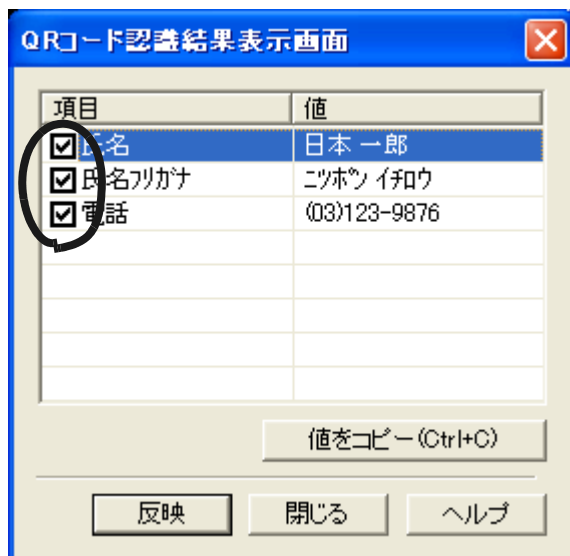 QRコード認識結果表示画面
項目 値
氏名 日本 一郎
氏名ﾌﾘｶﾞﾅ ﾆﾂﾎﾟﾝ ｲﾁﾛｳ
電話 (03)123-9876
値をコピー(Ctrl+C)
反映 閉じる ヘルプ